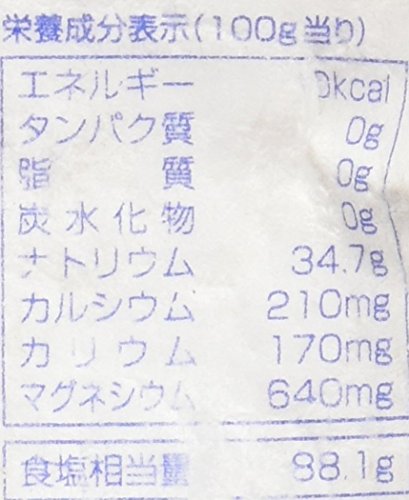 栄養成分表示(100g当り)
エネルギー 0kcal
タンパク質 0g
脂質 0g
炭水化物 0g
ナトリウム 34.7g
カルシウム 210mg
カリウム 170mg
マグネシウム 640mg
食塩相当量 88.1g